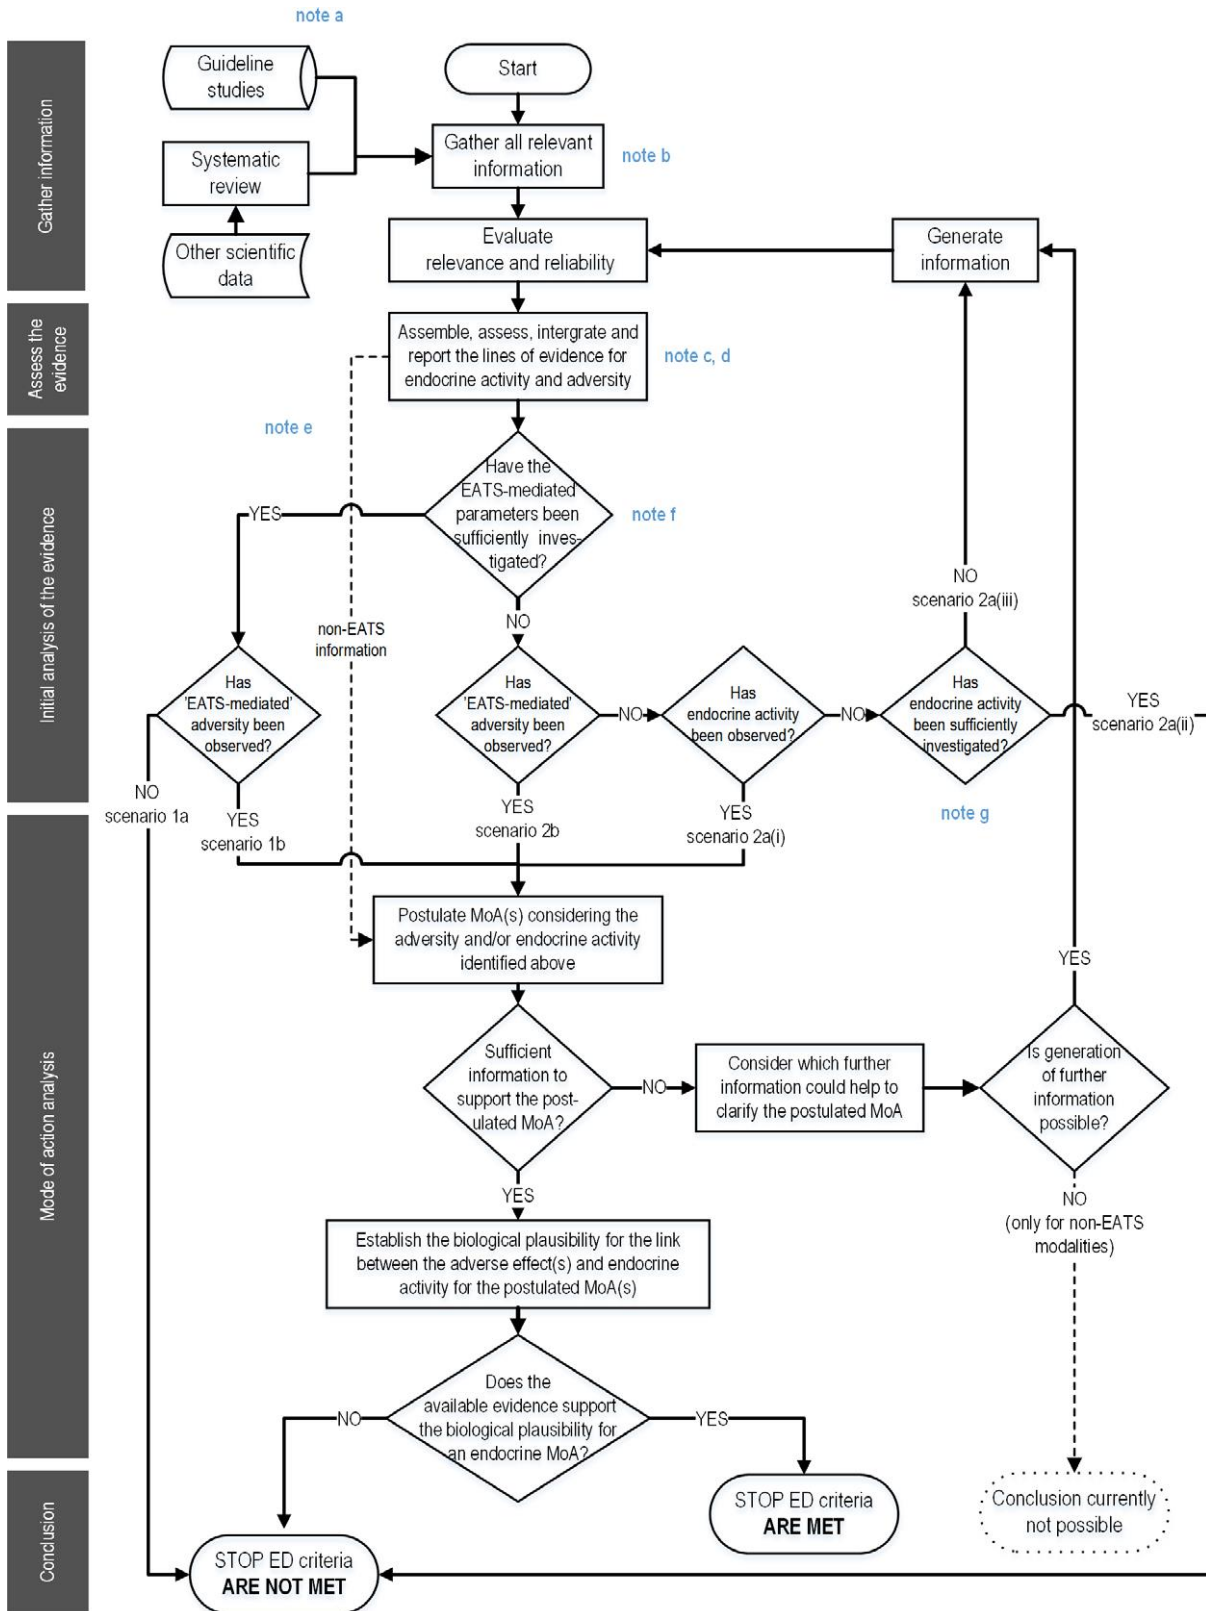 note a
Gather information
Guideline
studies
Start
Systematic
review
Gather all relevant
information
note b
Other scientific
data
Evaluate
relevance and reliability
Generate
information
Assess the
evidence
Assemble, assess, intergrate and
report the lines of evidence for
endocrine activity and adversity
note c, d
Initial analysis of the evidence
note e
Have the
EATS-mediated
parameters been
sufficiently inves-
tigated?
note f
YES
NO
non-EATS
information
NO
scenario 2a(iii)
Has
'EATS-mediated'
adversity been
observed?
Has
'EATS-mediated'
adversity been
observed?
NO
Has
endocrine activity
been observed?
NO
Has
endocrine activity
been sufficiently
investigated?
YES
scenario 2a(ii)
note g
NO
scenario 1a
YES
scenario 1b
YES
scenario 2b
YES
scenario 2a(i)
Mode of action analysis
Postulate MoA(s) considering the
adversity and/or endocrine activity
identified above
YES
Sufficient
information to
support the post-
ulated MoA?
NO
Consider which further
information could help to
clarify the postulated MoA
Is generation
of further
information
possible?
YES
NO
(only for non-EATS
modalities)
Establish the biological plausibility for the link
between the adverse effect(s) and endocrine
activity for the postulated MoA(s)
Does the
available evidence support
the biological plausibility for
an endocrine MoA?
NO
YES
Conclusion
STOP ED criteria
ARE NOT MET
STOP ED criteria
ARE MET
Conclusion currently
not possible